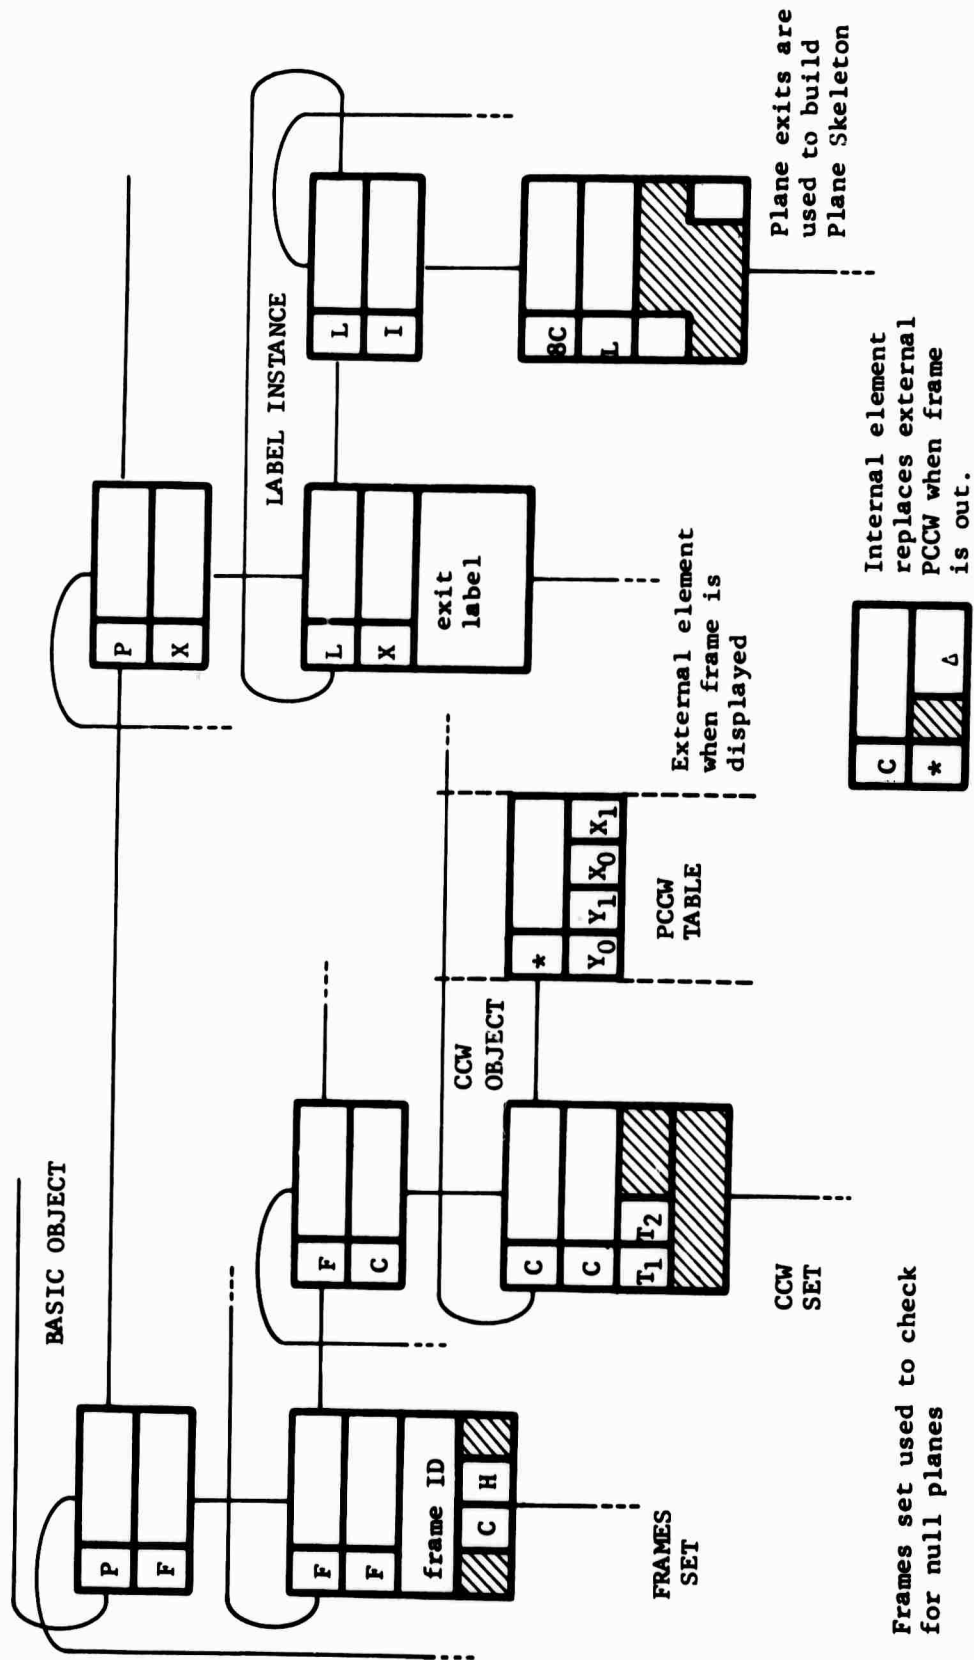 BASIC OBJECT
P
F
P
X
LABEL INSTANCE
F
F
frame ID
C H
F
C
L
X
exit
label
L
I
CCW
OBJECT
C
C
T1 T2
*
Y0 Y1 X0 X1
8C
L
FRAMES
SET
CCW
SET
PCCW
TABLE
External element
when frame is
displayed
Plane exits are
used to build
Plane Skeleton
Frames set used to check
for null planes
C
* Δ
Internal element
replaces external
PCCW when frame
is out.